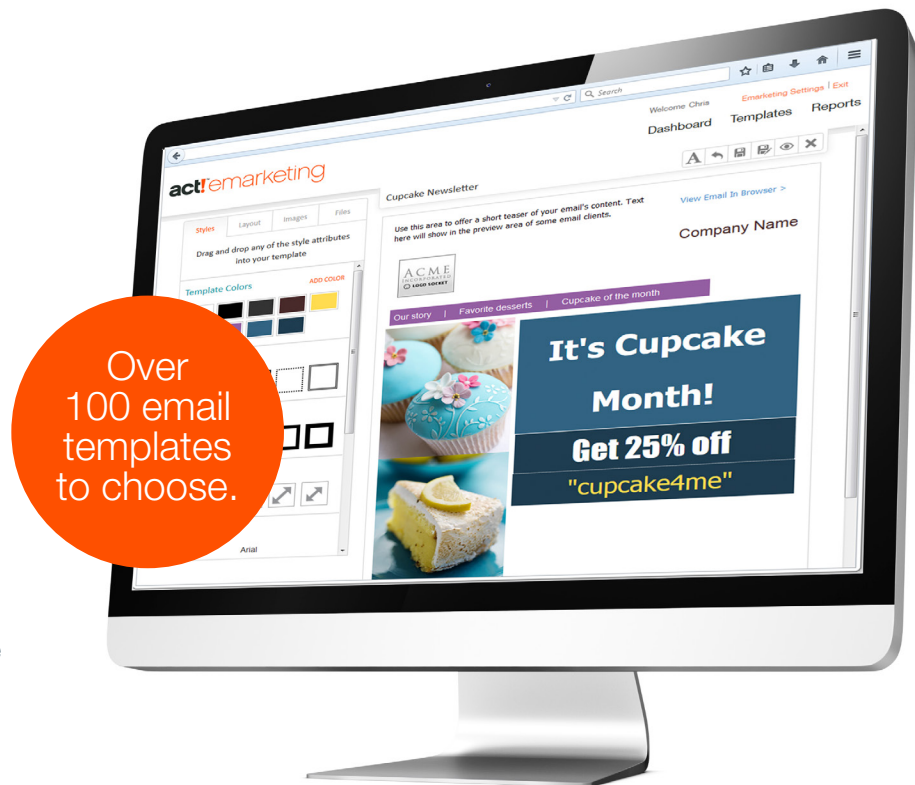 Search
Welcome Chris
Emarketing Settings | Exit
Dashboard Templates Reports
act! emarketing
Cupcake Newsletter
Styles Layout Images Files
Drag and drop any of the style attributes
into your template
Template Colors ADD COLOR
Arial
Use this area to offer a short teaser of your email's content. Text
here will show in the preview area of some email clients.
View Email In Browser >
Company Name
ACME
INCORPORATED
LOGO SOCKET
Our story | Favorite desserts | Cupcake of the month
It's Cupcake
Month!
Get 25% off
"cupcake4me"
Over
100 email
templates
to choose.